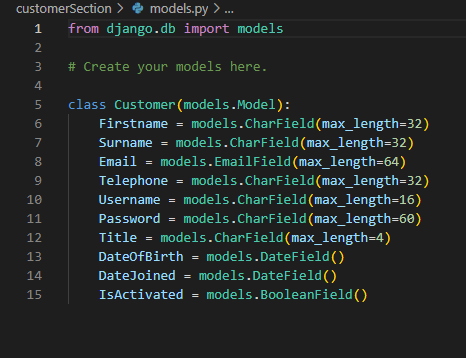 customerSection > models.py > ...
1 from django.db import models
2
3 # Create your models here.
4
5 class Customer(models.Model):
6     Firstname = models.CharField(max_length=32)
7     Surname = models.CharField(max_length=32)
8     Email = models.EmailField(max_length=64)
9     Telephone = models.CharField(max_length=32)
10     Username = models.CharField(max_length=16)
11     Password = models.CharField(max_length=60)
12     Title = models.CharField(max_length=4)
13     DateOfBirth = models.DateField()
14     DateJoined = models.DateField()
15     IsActivated = models.BooleanField()